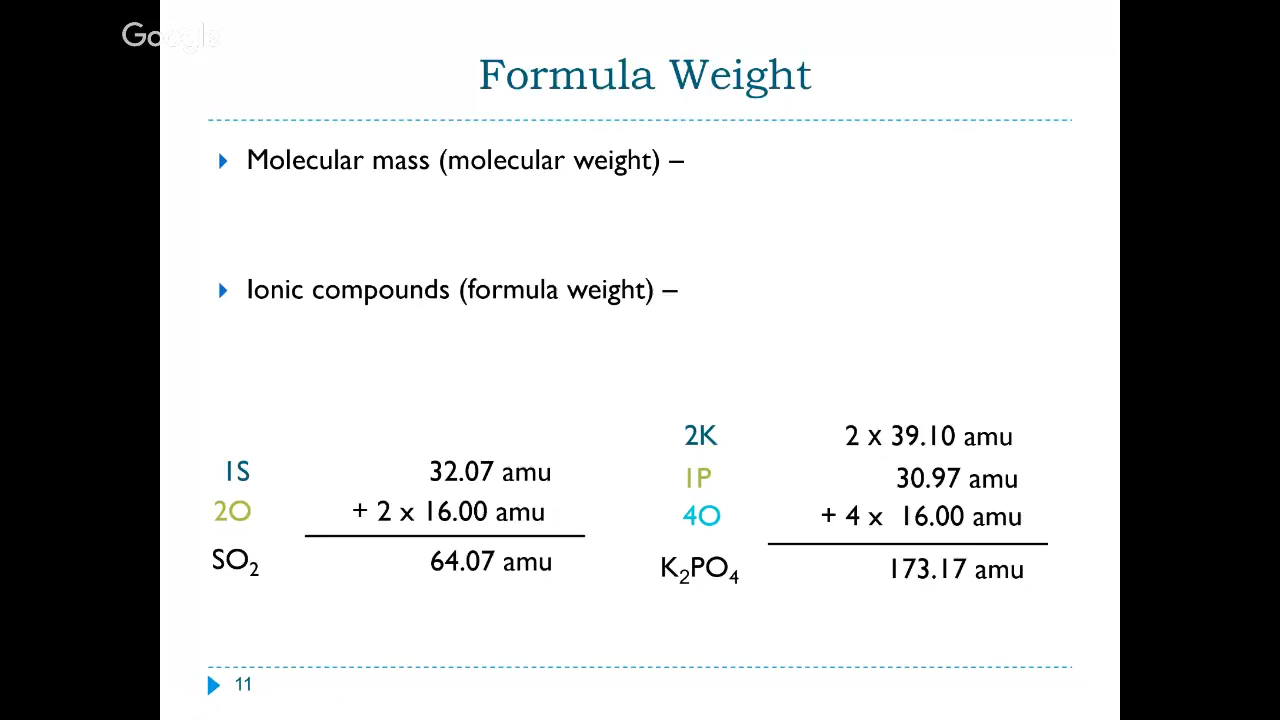 Google
Formula Weight
Molecular mass (molecular weight) –
Ionic compounds (formula weight) –
1S 32.07 amu
2O + 2 x 16.00 amu
SO₂ 64.07 amu
2K 2 x 39.10 amu
1P 30.97 amu
4O + 4 x 16.00 amu
K₂PO₄ 173.17 amu
11